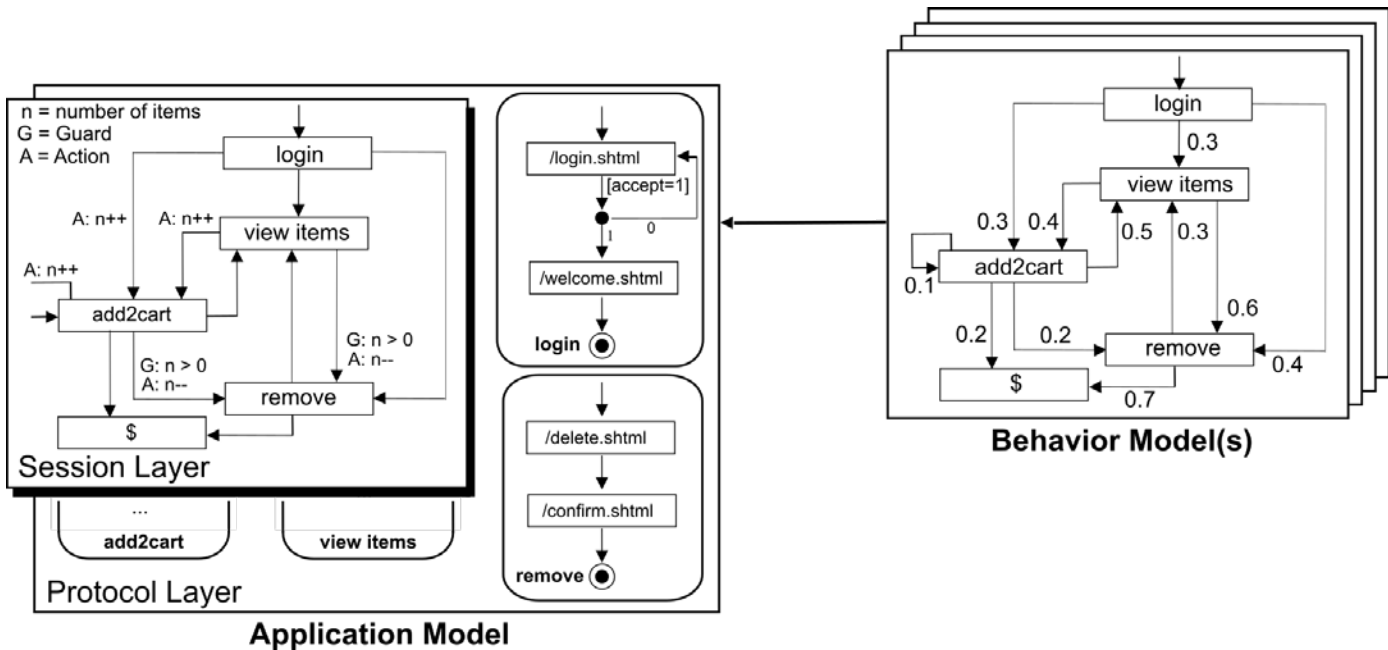 n = number of items
G = Guard
A = Action
login
A: n++
A: n++
view items
A: n++
add2cart
G: n > 0
A: n--
G: n > 0
A: n--
remove
$
Session Layer
...
add2cart
view items
Protocol Layer
/login.shtml
[accept=1]
0
1
/welcome.shtml
login
/delete.shtml
/confirm.shtml
remove
Application Model
login
0.3
view items
0.3
0.4
0.5
0.3
add2cart
0.1
0.6
0.2
0.2
remove
0.4
$
0.7
Behavior Model(s)